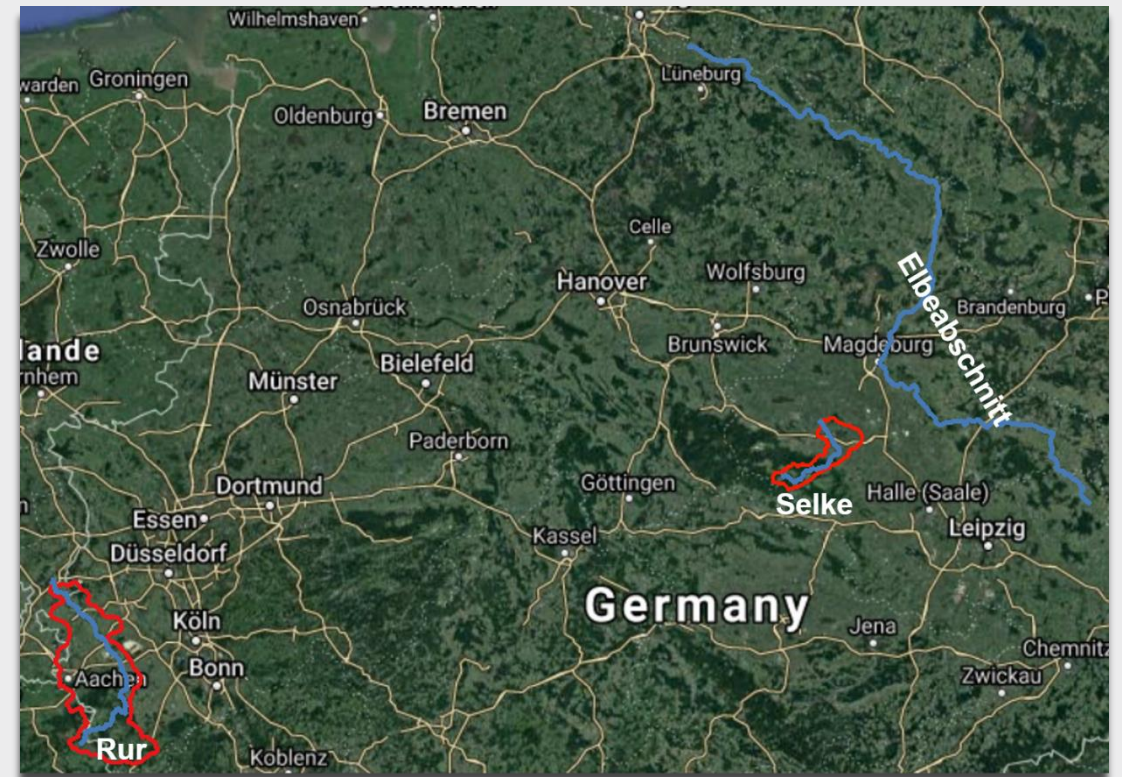 Wilhelmshaven
Groningen
warden
Lüneburg
Oldenburg
Bremen
Celle
Zwolle
Wolfsburg
Hanover
Elbeabschnitt
Osnabrück
Brandenburg
P
Brunswick
Magdeburg
lande
rnhem
Bielefeld
Münster
Paderborn
Göttingen
Dortmund
Selke
Halle (Saale)
Essen
Leipzig
Kassel
Düsseldorf
Germany
Köln
Jena
Chemnitz
Bonn
Aachen
Zwickau
Rur
Koblenz